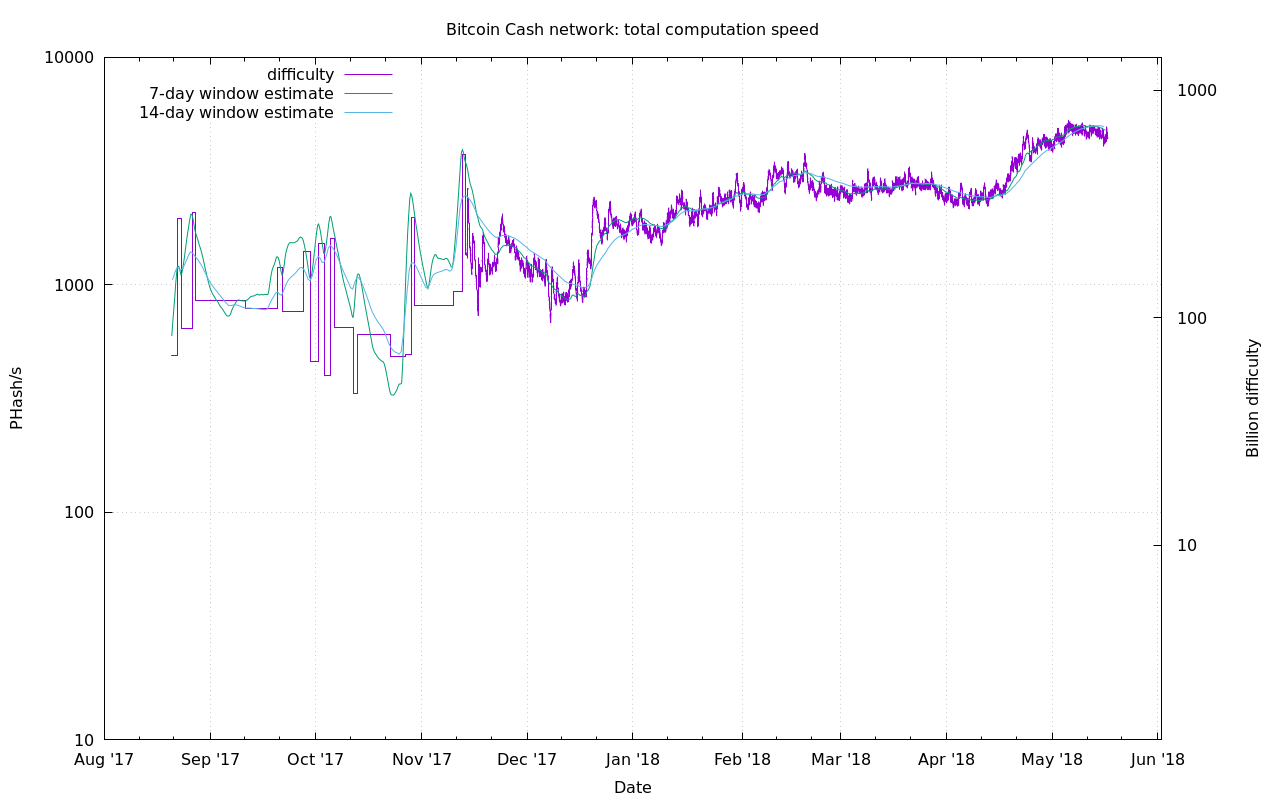 Bitcoin Cash network: total computation speed
difficulty
7-day window estimate
14-day window estimate
10000
1000
100
10
PHash/s
1000
100
10
Billion difficulty
Aug '17 Sep '17 Oct '17 Nov '17 Dec '17 Jan '18 Feb '18 Mar '18 Apr '18 May '18 Jun '18
Date